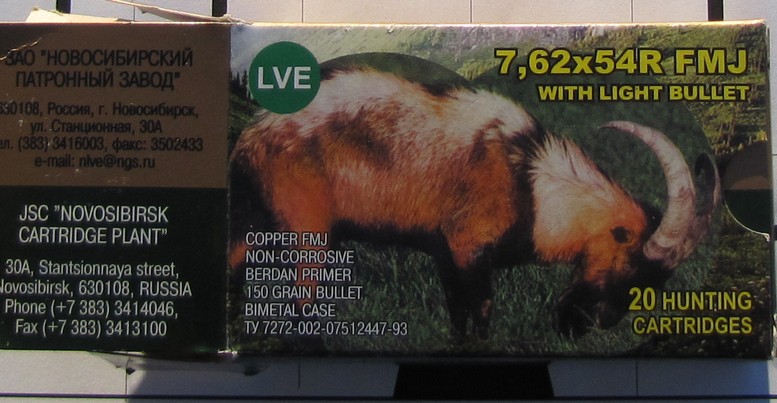 ЗАО "НОВОСИБИРСКИЙ
ПАТРОННЫЙ ЗАВОД"
630108, Россия, г. Новосибирск,
ул. Станционная, 30А
тел. (383) 3416003, факс: 3502433
e-mail: nlve@ngs.ru
JSC "NOVOSIBIRSK
CARTRIDGE PLANT"
30A, Stantsionnaya street,
Novosibirsk, 630108, RUSSIA
Phone (+7 383) 3414046,
Fax (+7 383) 3413100
LVE
7,62x54R FMJ
WITH LIGHT BULLET
COPPER FMJ
NON-CORROSIVE
BERDAN PRIMER
150 GRAIN BULLET
BIMETAL CASE
ТУ 7272-002-07512447-93
20 HUNTING
CARTRIDGES